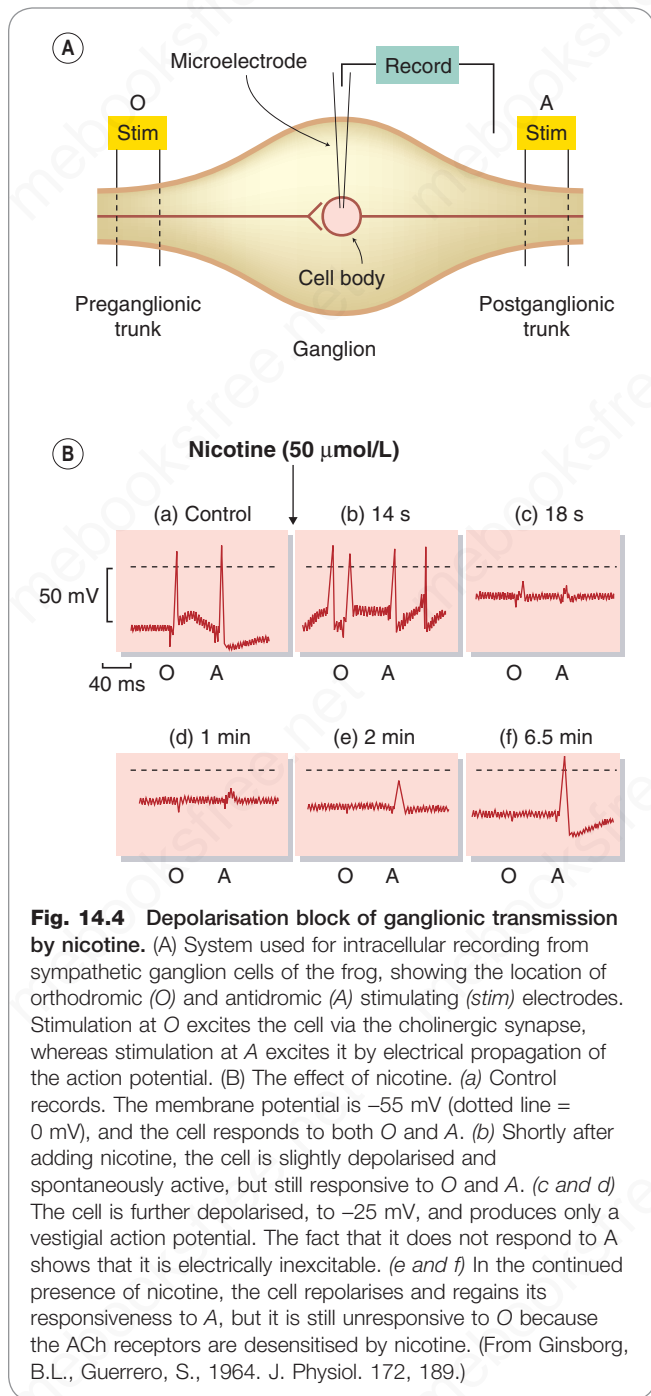 A
Microelectrode
Record
O
Stim
A
Stim
Cell body
Preganglionic
trunk
Postganglionic
trunk
Ganglion
B
Nicotine (50 μmol/L)
(a) Control
(b) 14 s
(c) 18 s
50 mV
40 ms
O A
O A
O A
(d) 1 min
(e) 2 min
(f) 6.5 min
O A
O A
O A
Fig. 14.4 Depolarisation block of ganglionic transmission
by nicotine. (A) System used for intracellular recording from
sympathetic ganglion cells of the frog, showing the location of
orthodromic (O) and antidromic (A) stimulating (stim) electrodes.
Stimulation at O excites the cell via the cholinergic synapse,
whereas stimulation at A excites it by electrical propagation of
the action potential. (B) The effect of nicotine. (a) Control
records. The membrane potential is –55 mV (dotted line =
0 mV), and the cell responds to both O and A. (b) Shortly after
adding nicotine, the cell is slightly depolarised and
spontaneously active, but still responsive to O and A. (c and d)
The cell is further depolarised, to –25 mV, and produces only a
vestigial action potential. The fact that it does not respond to A
shows that it is electrically inexcitable. (e and f) In the continued
presence of nicotine, the cell repolarises and regains its
responsiveness to A, but it is still unresponsive to O because
the ACh receptors are desensitised by nicotine. (From Ginsborg,
B.L., Guerrero, S., 1964. J. Physiol. 172, 189.)